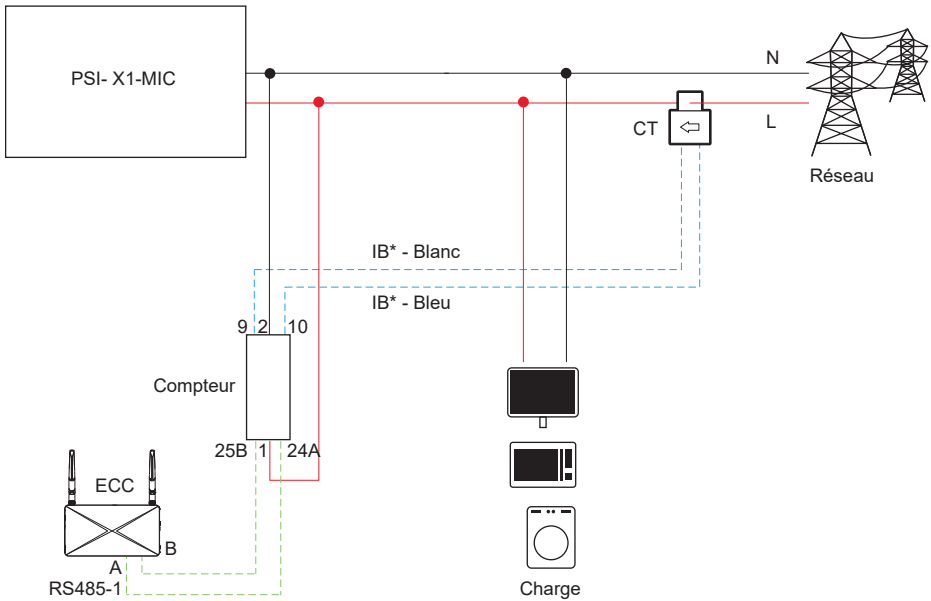 PSI- X1-MIC
N
CT
L
Réseau
IB* - Blanc
IB* - Bleu
9 2 10
Compteur
25B 1 24A
ECC
B
A
RS485-1
Charge